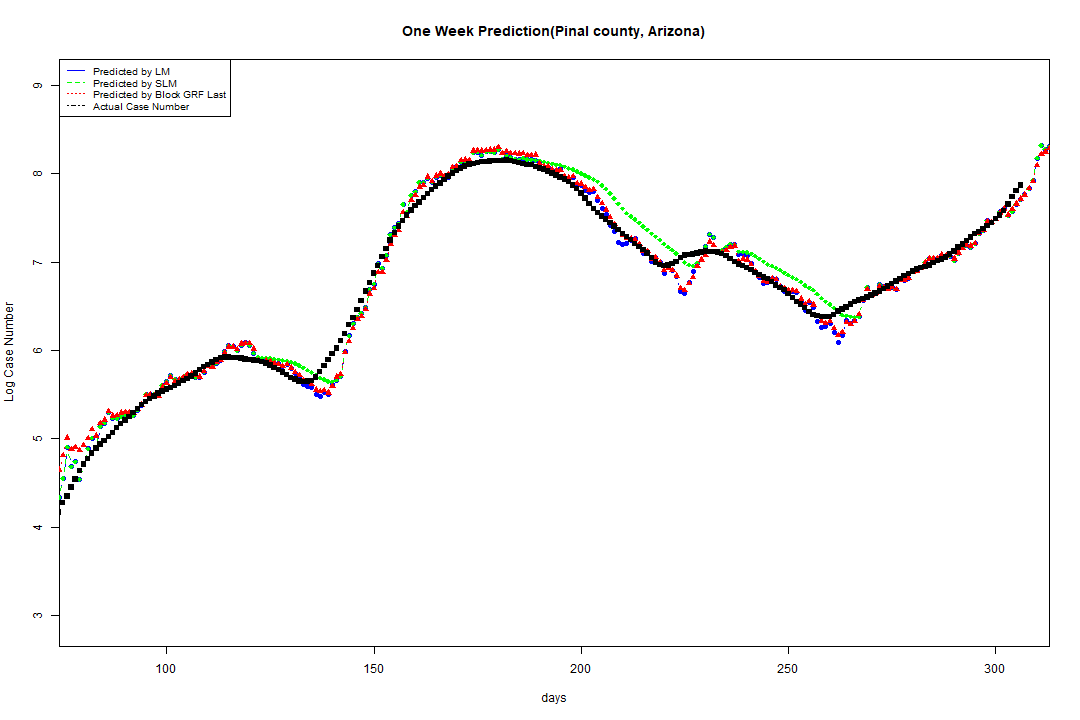 One Week Prediction(Pinal county, Arizona)
Predicted by LM
Predicted by SLM
Predicted by Block GRF Last
Actual Case Number
9
8
7
6
5
4
3
Log Case Number
100
150
200
250
300
days